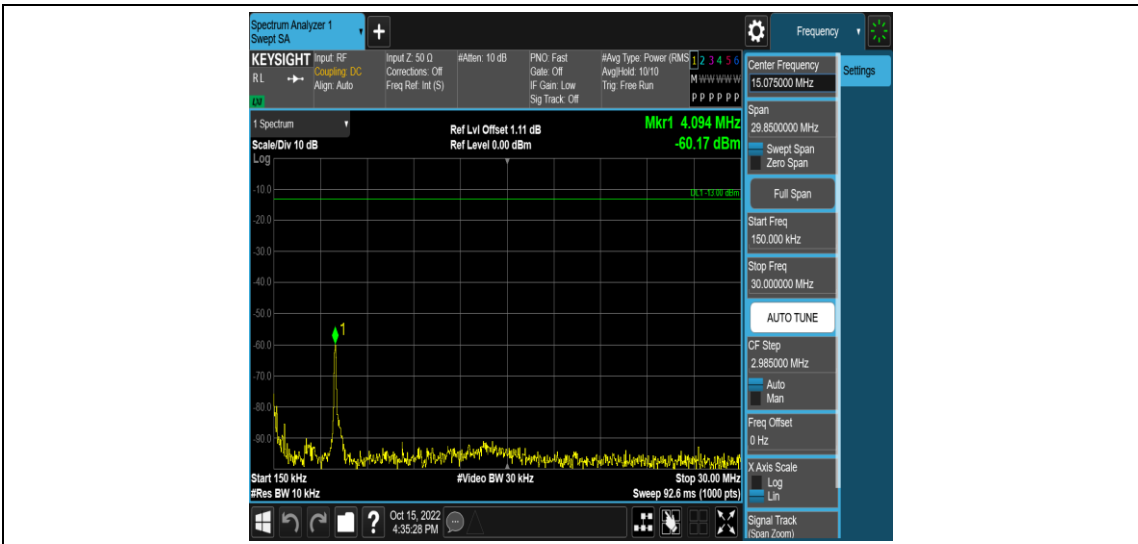 Spectrum Analyzer 1
Swept SA
+
Frequency
KEYSIGHT
RL
LXI
Input: RF
Coupling: DC
Align: Auto
Input Z: 50 Ω
Corrections: Off
Freq Ref: Int (S)
#Atten: 10 dB
PNO: Fast
Gate: Off
IF Gain: Low
Sig Track: Off
#Avg Type: Power (RMS
Avg|Hold: 10/10
Trig: Free Run
1 2 3 4 5 6
M W W W W W
P P P P P P
Center Frequency
15.075000 MHz
Settings
Span
29.8500000 MHz
Swept Span
Zero Span
Full Span
Start Freq
150.000 kHz
Stop Freq
30.000000 MHz
AUTO TUNE
CF Step
2.985000 MHz
Auto
Man
Freq Offset
0 Hz
X Axis Scale
Log
Lin
Signal Track
(Span Zoom)
1 Spectrum
Scale/Div 10 dB
Log
Ref Lvl Offset 1.11 dB
Ref Level 0.00 dBm
Mkr1 4.094 MHz
-60.17 dBm
DL1 -13.00 dBm
-10.0
-20.0
-30.0
-40.0
-50.0
-60.0
-70.0
-80.0
-90.0
1
Start 150 kHz
#Res BW 10 kHz
#Video BW 30 kHz
Stop 30.00 MHz
Sweep 92.6 ms (1000 pts)
?
Oct 15, 2022
4:35:28 PM